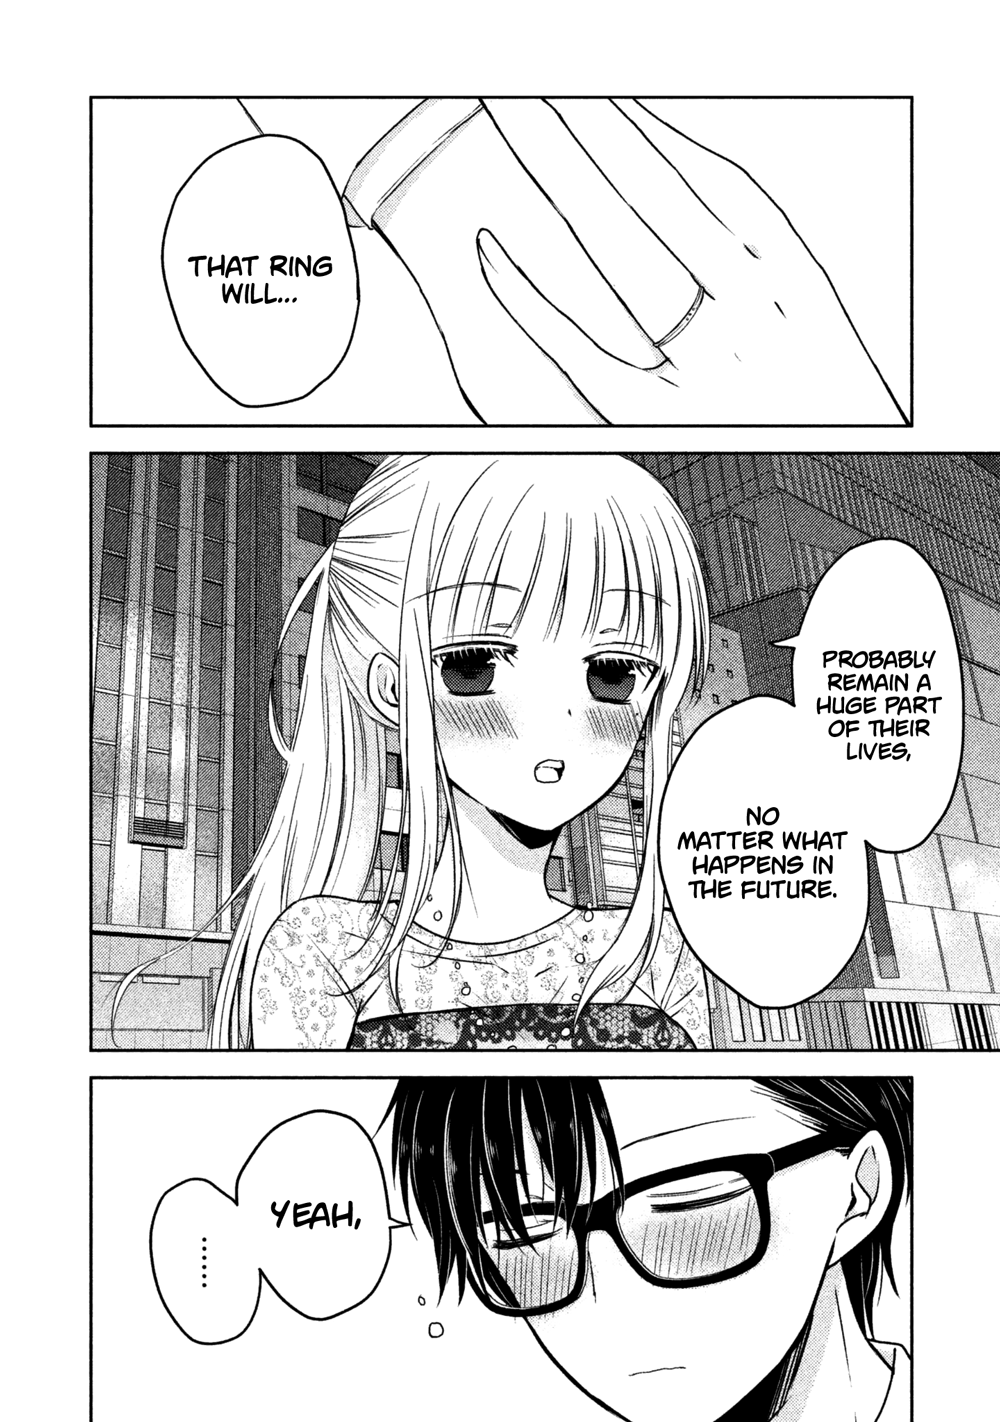 THAT RING
WILL...
PROBABLY
REMAIN A
HUGE PART
OF THEIR
LIVES,
NO
MATTER WHAT
HAPPENS IN
THE FUTURE.
YEAH,
......